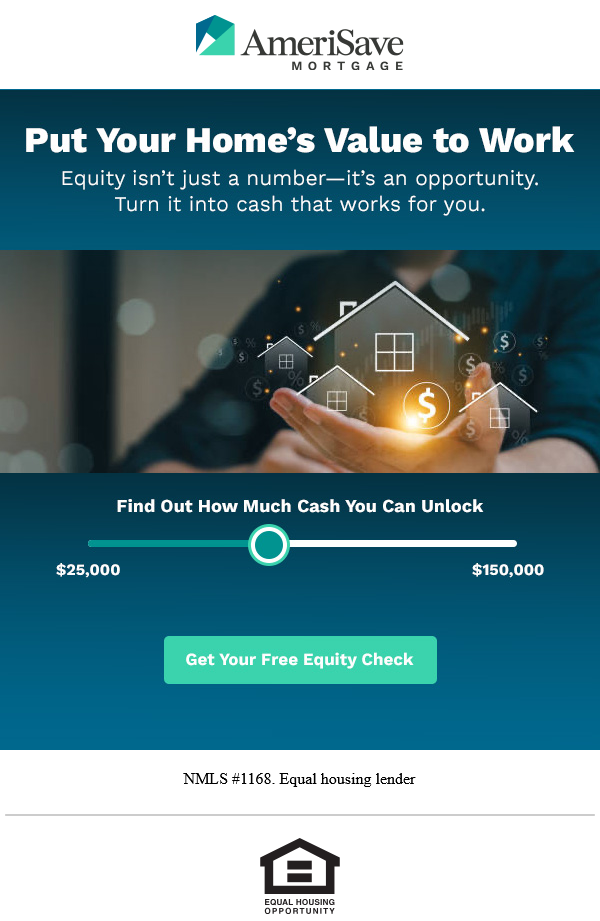 AmeriSave
MORTGAGE
Put Your Home’s Value to Work
Equity isn’t just a number—it’s an opportunity.
Turn it into cash that works for you.
Find Out How Much Cash You Can Unlock
$25,000
$150,000
Get Your Free Equity Check
NMLS #1168. Equal housing lender
EQUAL HOUSING
OPPORTUNITY